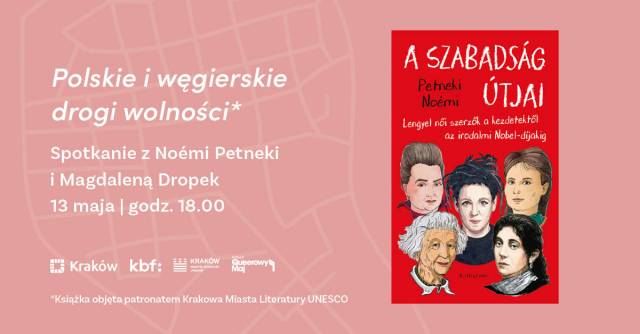 Polskie i węgierskie
drogi wolności*
Spotkanie z Noémi Petneki
i Magdaleną Dropek
13 maja | godz. 18.00
Kraków
kbf:
KRAKÓW
Queerowy
Maj
*Książka objęta patronatem Krakowa Miasta Literatury UNESCO
A SZABADSÁG
ÚTJAI
Petneki
Noémi
Lengyel női szerzők a kezdetektől
az irodalmi Nobel-díjakig